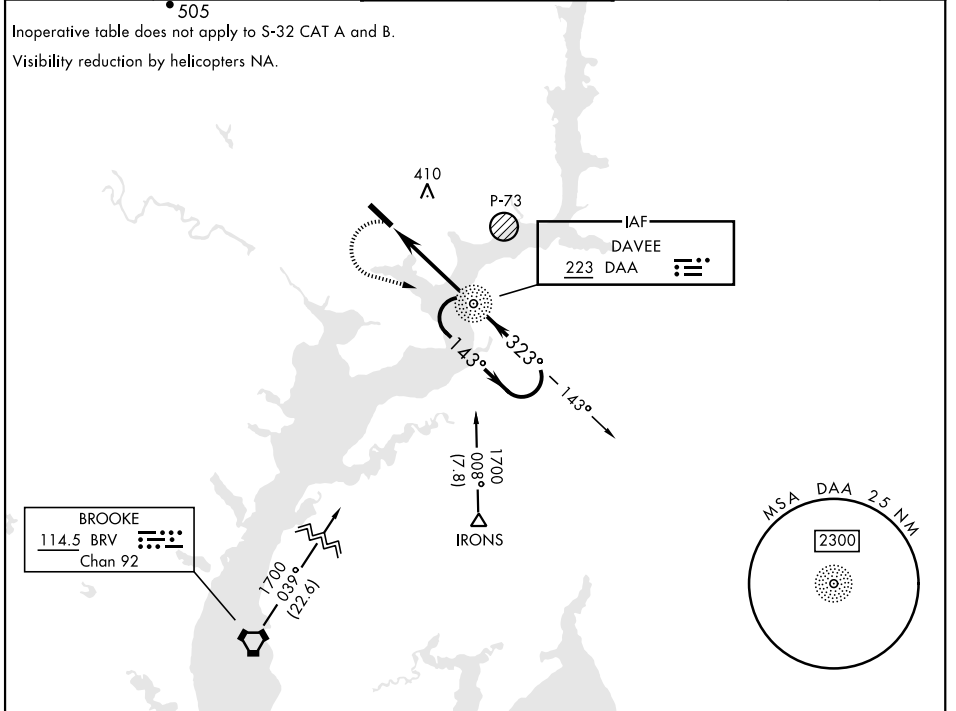 505
Inoperative table does not apply to S-32 CAT A and B.
Visibility reduction by helicopters NA.
410
P-73
IAF
DAVEE
223 DAA
323°
143°
143°
1700
008°
(7.8)
IRONS
BROOKE
114.5 BRV
Chan 92
1700
039°
(22.6)
MSA DAA 25 NM
2300